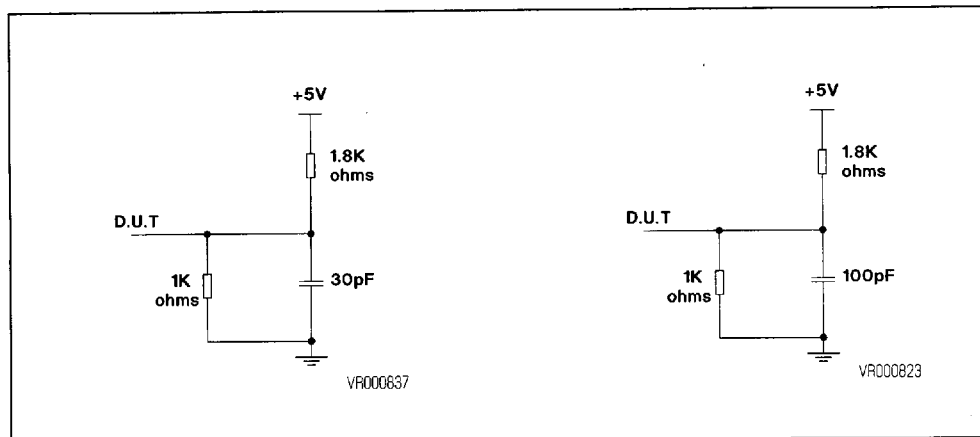 +5V
1.8K
ohms
D.U.T
1K
ohms
30pF
VR000837
+5V
1.8K
ohms
D.U.T
1K
ohms
100pF
VR000823